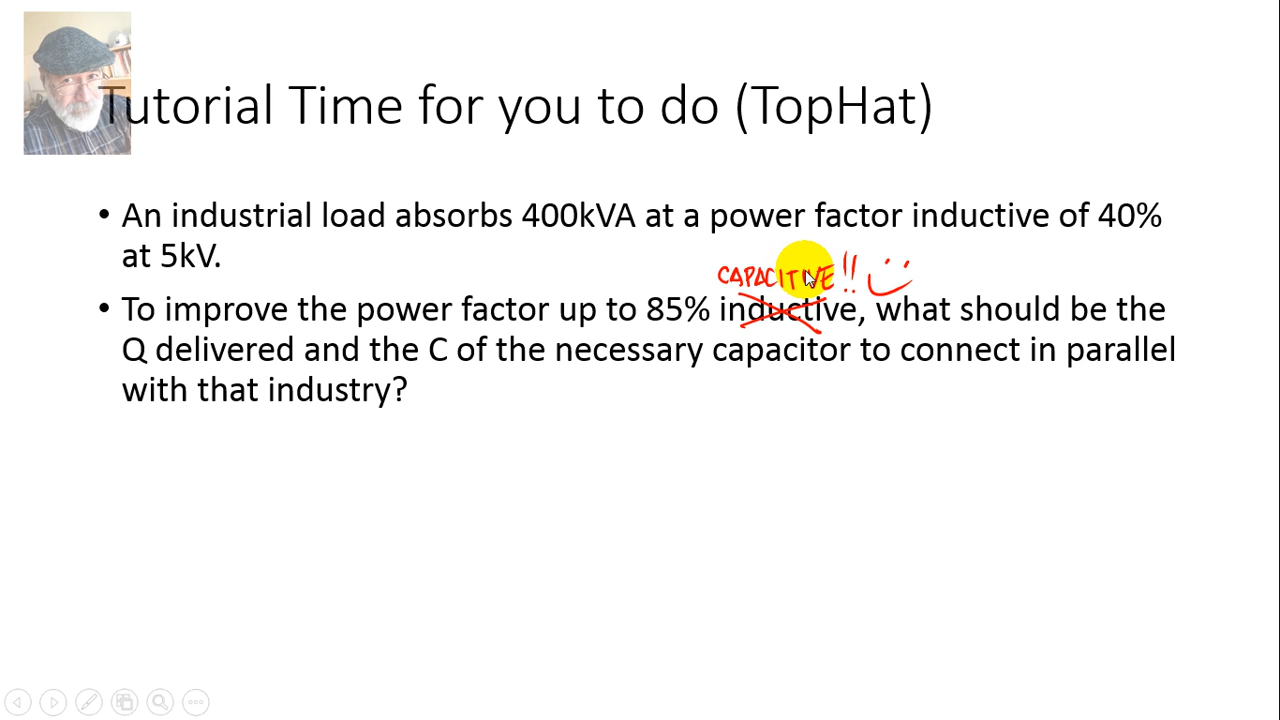 Tutorial Time for you to do (TopHat)
• An industrial load absorbs 400kVA at a power factor inductive of 40%
at 5kV.
CAPACITIVE!!
• To improve the power factor up to 85% inductive, what should be the
Q delivered and the C of the necessary capacitor to connect in parallel
with that industry?